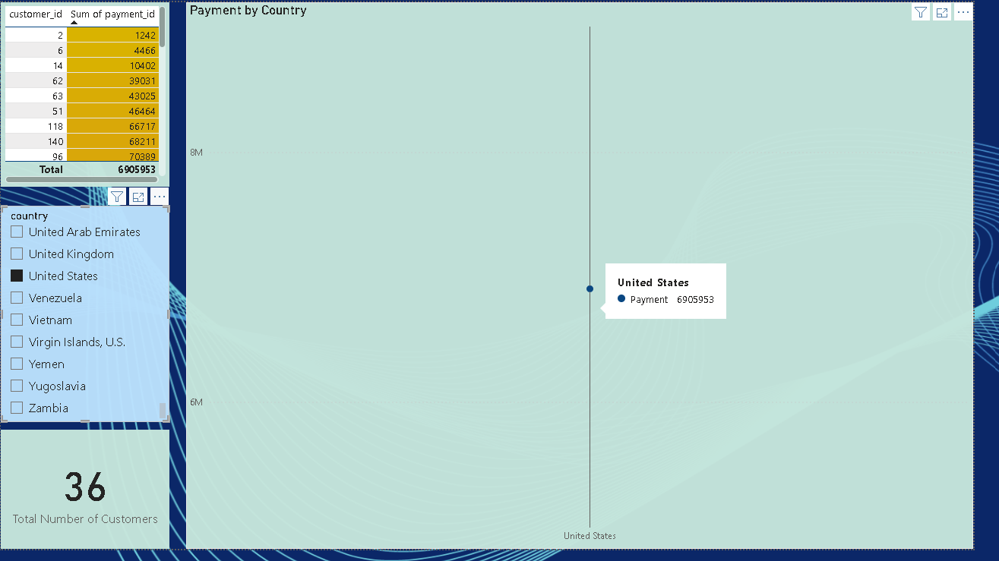 customer_id Sum of payment_id
2 1242
6 4466
14 10402
62 39031
63 43025
51 46464
118 66717
140 68211
96 70389
Total 6905953
country
United Arab Emirates
United Kingdom
United States
Venezuela
Vietnam
Virgin Islands, U.S.
Yemen
Yugoslavia
Zambia
36
Total Number of Customers
Payment by Country
8M
United States
Payment 6905953
6M
United States